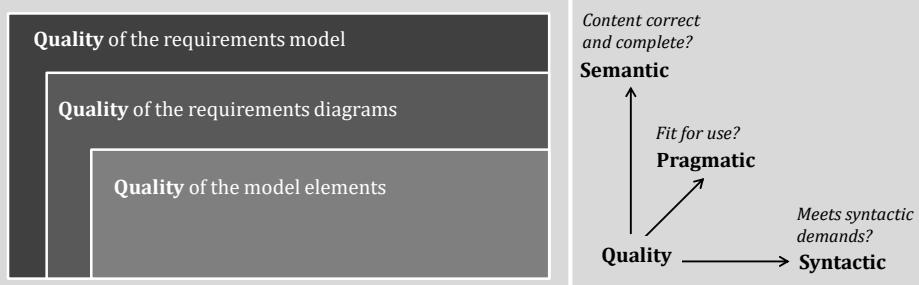 Quality of the requirements model
Quality of the requirements diagrams
Quality of the model elements
Content correct
and complete?
Semantic
Fit for use?
Pragmatic
Meets syntactic
demands?
Quality
Syntactic